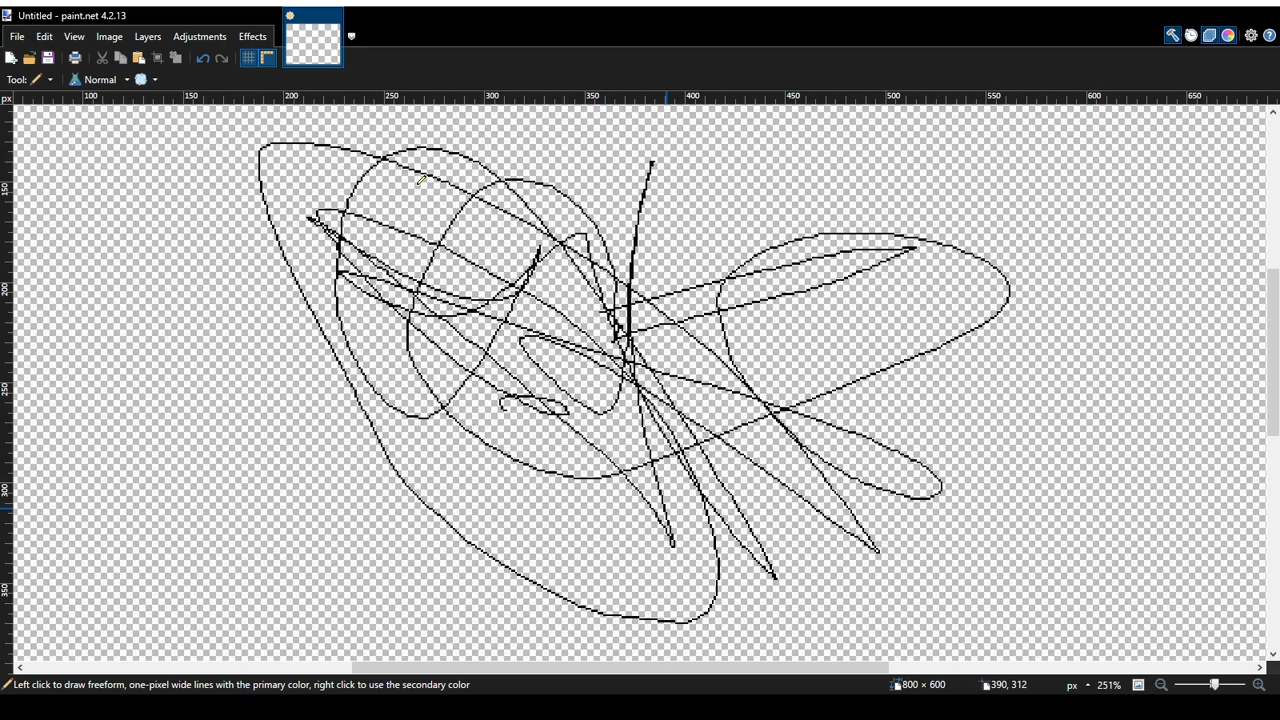 Untitled - paint.net 4.2.13
File Edit View Image Layers Adjustments Effects
Tool: Normal
px 100 150 200 250 300 350 400 450 500 550 600 650
150
200
250
300
350
Left click to draw freeform, one-pixel wide lines with the primary color, right click to use the secondary color 800 × 600 390, 312 px 251%